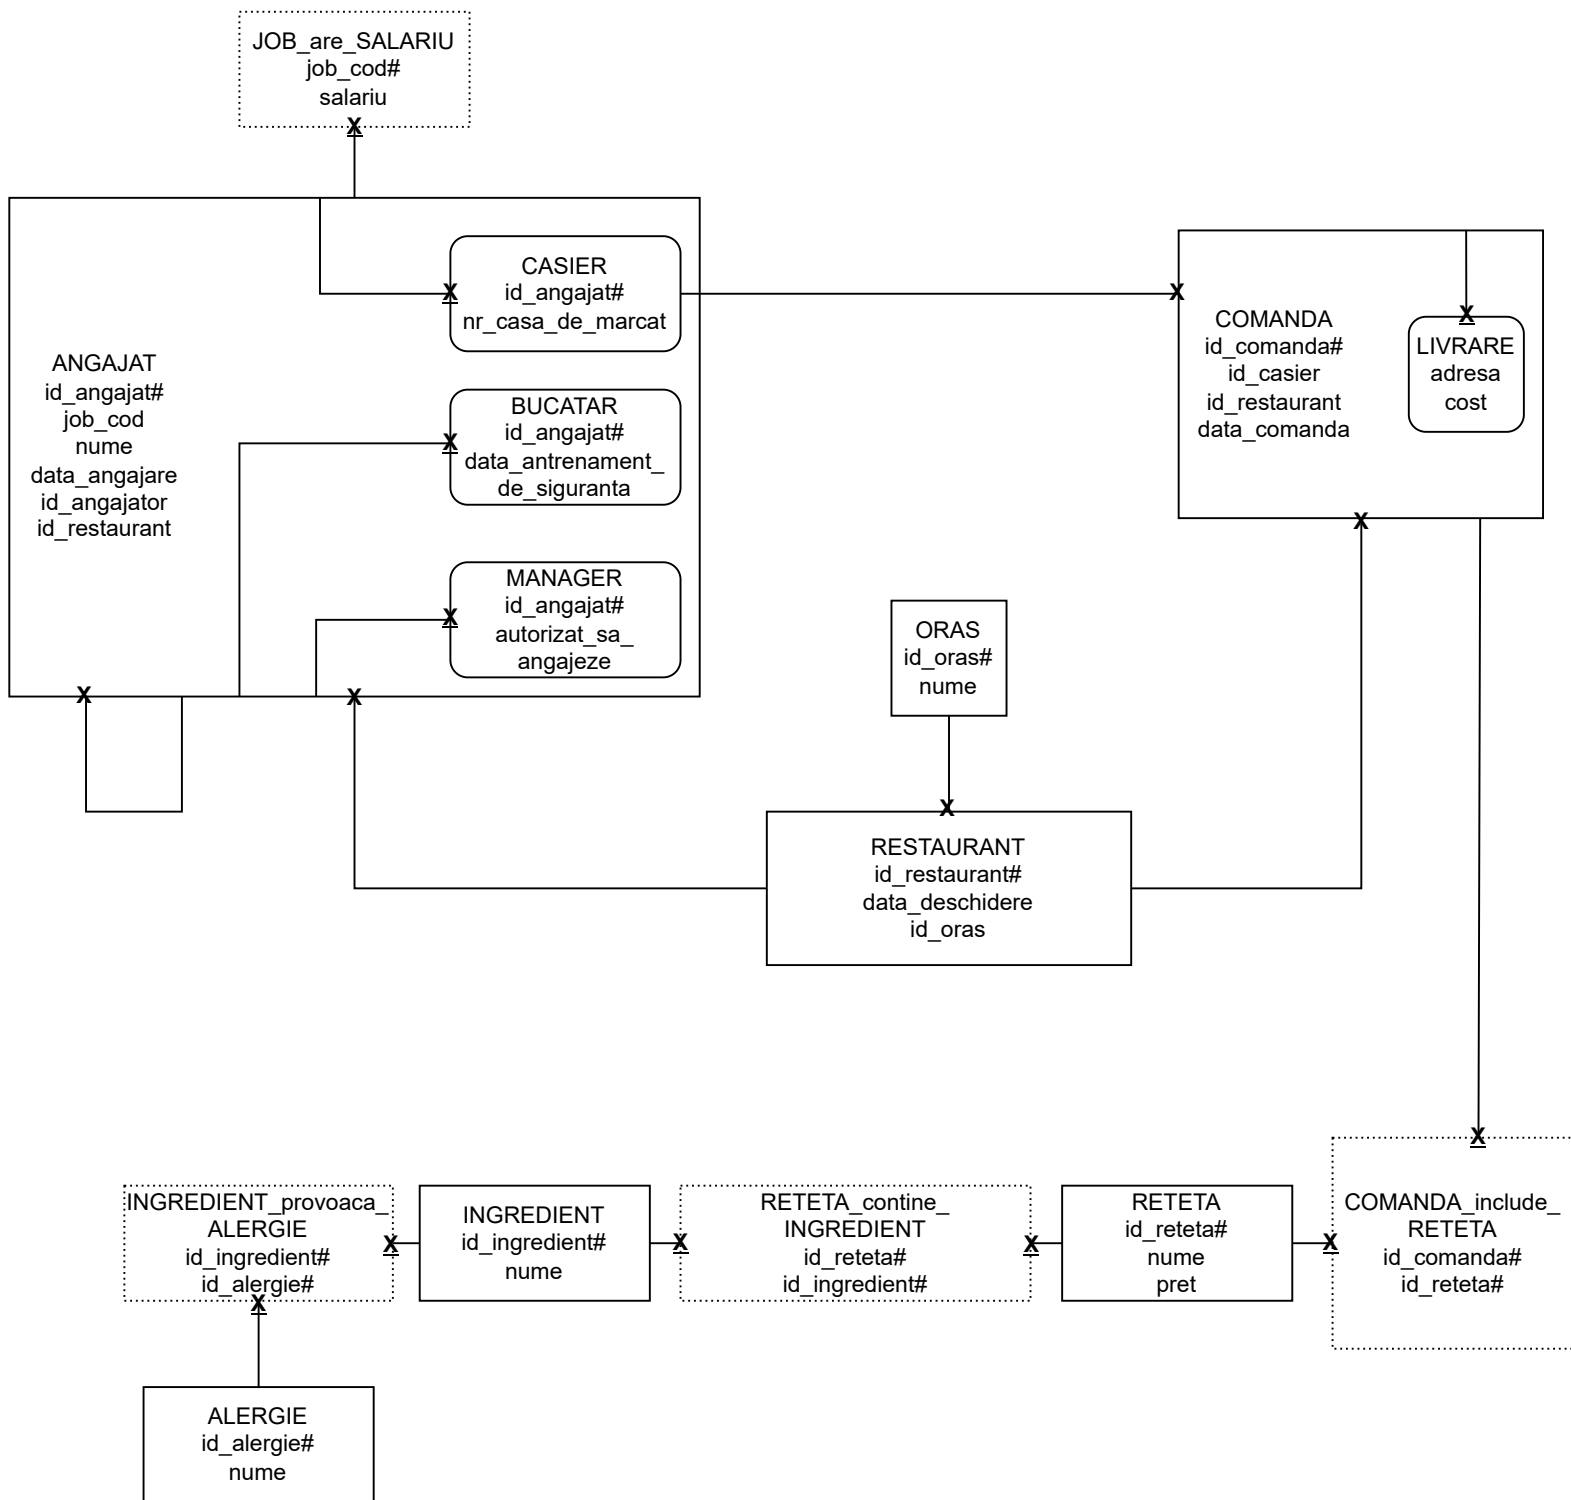 JOB_are_SALARIU
job_cod#
salariu
X
X
CASIER
id_angajat#
nr_casa_de_marcat
X
COMANDA
id_comanda#
id_casier
id_restaurant
data_comanda
X
LIVRARE
adresa
cost
ANGAJAT
id_angajat#
job_cod
nume
data_angajare
id_angajator
id_restaurant
X
BUCATAR
id_angajat#
data_antrenament_
de_siguranta
X
MANAGER
id_angajat#
autorizat_sa_
angajeze
X
X
X
ORAS
id_oras#
nume
X
RESTAURANT
id_restaurant#
data_deschidere
id_oras
X
INGREDIENT_provoaca_
ALERGIE
id_ingredient#
id_alergie#
X
INGREDIENT
id_ingredient#
nume
X
RETETA_contine_
INGREDIENT
id_reteta#
id_ingredient#
X
RETETA
id_reteta#
nume
pret
X
COMANDA_include_
RETETA
id_comanda#
id_reteta#
X
ALERGIE
id_alergie#
nume